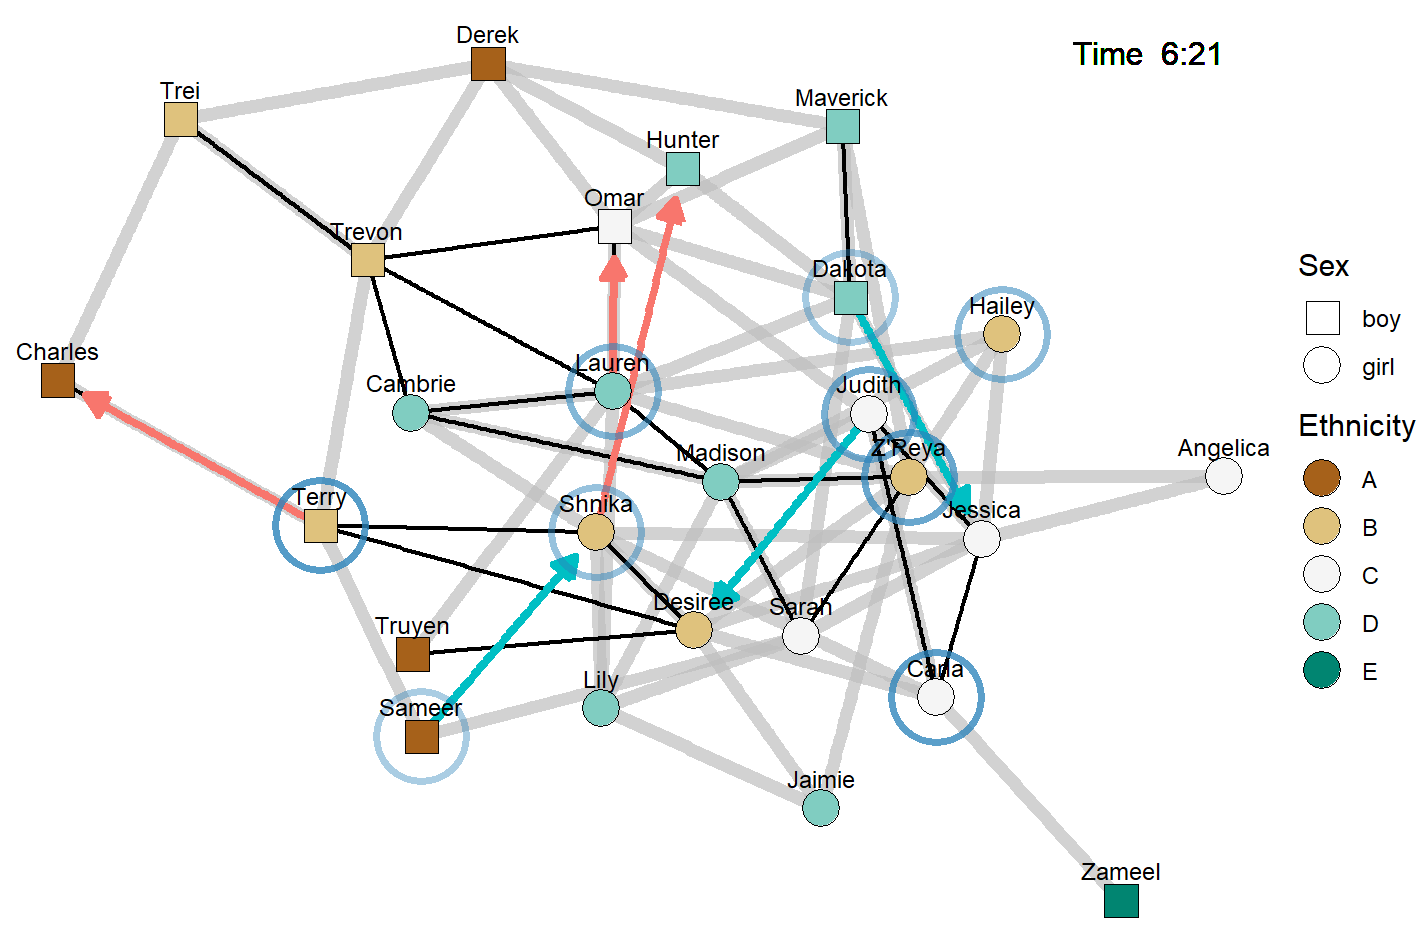 Derek
Time 6:21
Trei
Maverick
Hunter
Omar
Trevon
Dakota
Sex
Hailey
boy
Charles
Lauren
girl
Cambrie
Judith
Ethnicity
Madison
Z'Reya
Angelica
A
Terry
Shnika
Jessica
B
C
Desiree
Sarah
Truyen
D
Carla
E
Lily
Sameer
Jaimie
Zameel